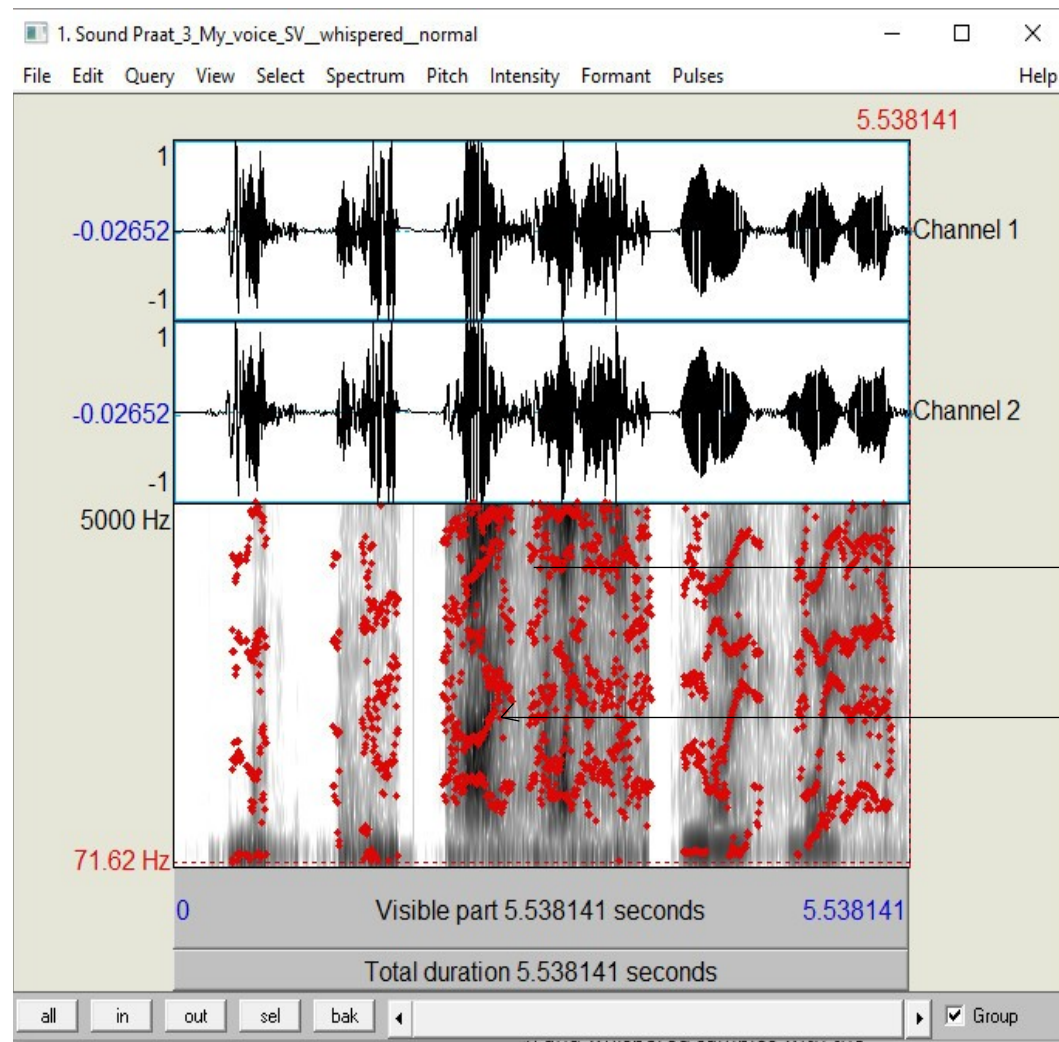 1. Sound Praat_3_My_voice_SV__whispered__normal
File Edit Query View Select Spectrum Pitch Intensity Formant Pulses Help
5.538141
1
-0.02652
Channel 1
-1
1
-0.02652
Channel 2
-1
5000 Hz
71.62 Hz
0 Visible part 5.538141 seconds 5.538141
Total duration 5.538141 seconds
all in out sel bak Group